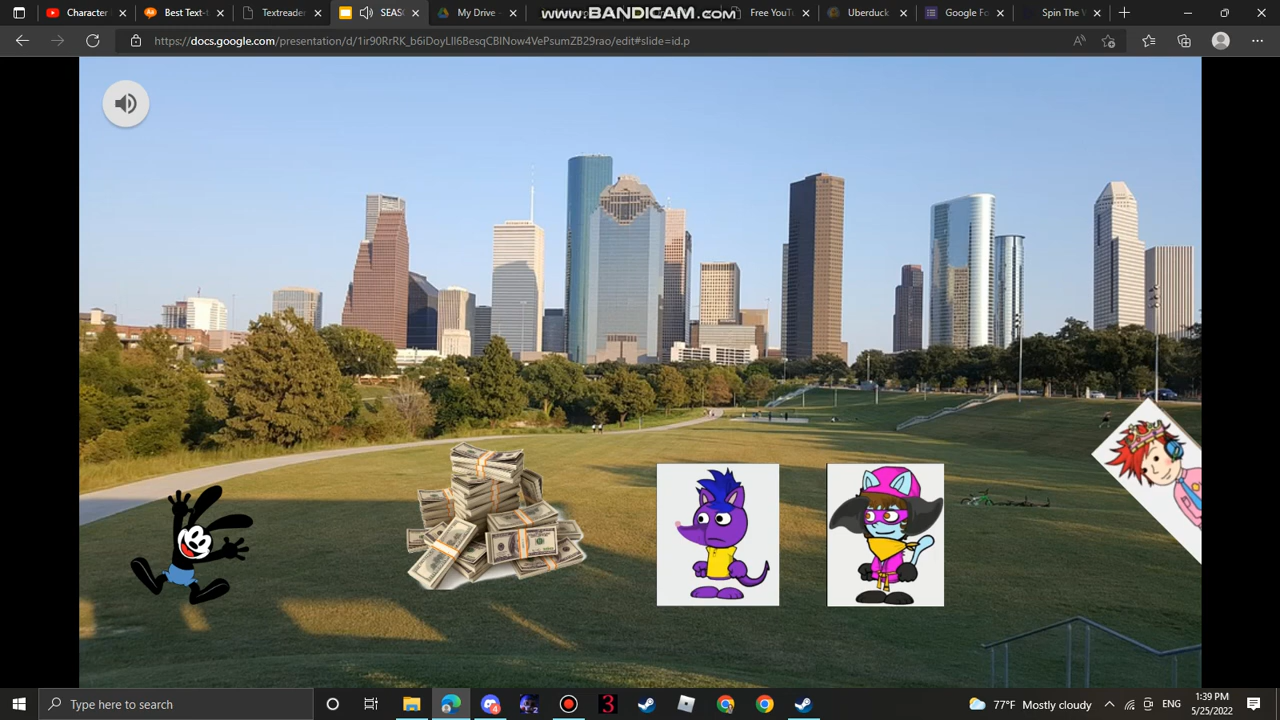 Character
Best Text-t
Textreader
SEAS
My Drive -
www.BANDICAM.com
Free YouTu
Uberduck
Google Fo
Spin The W
https://docs.google.com/presentation/d/1ir90RrRK_b6iDoyLlI6BesqCBINow4VePsumZB29rao/edit#slide=id.p
Type here to search
77°F Mostly cloudy
ENG
1:39 PM
5/25/2022